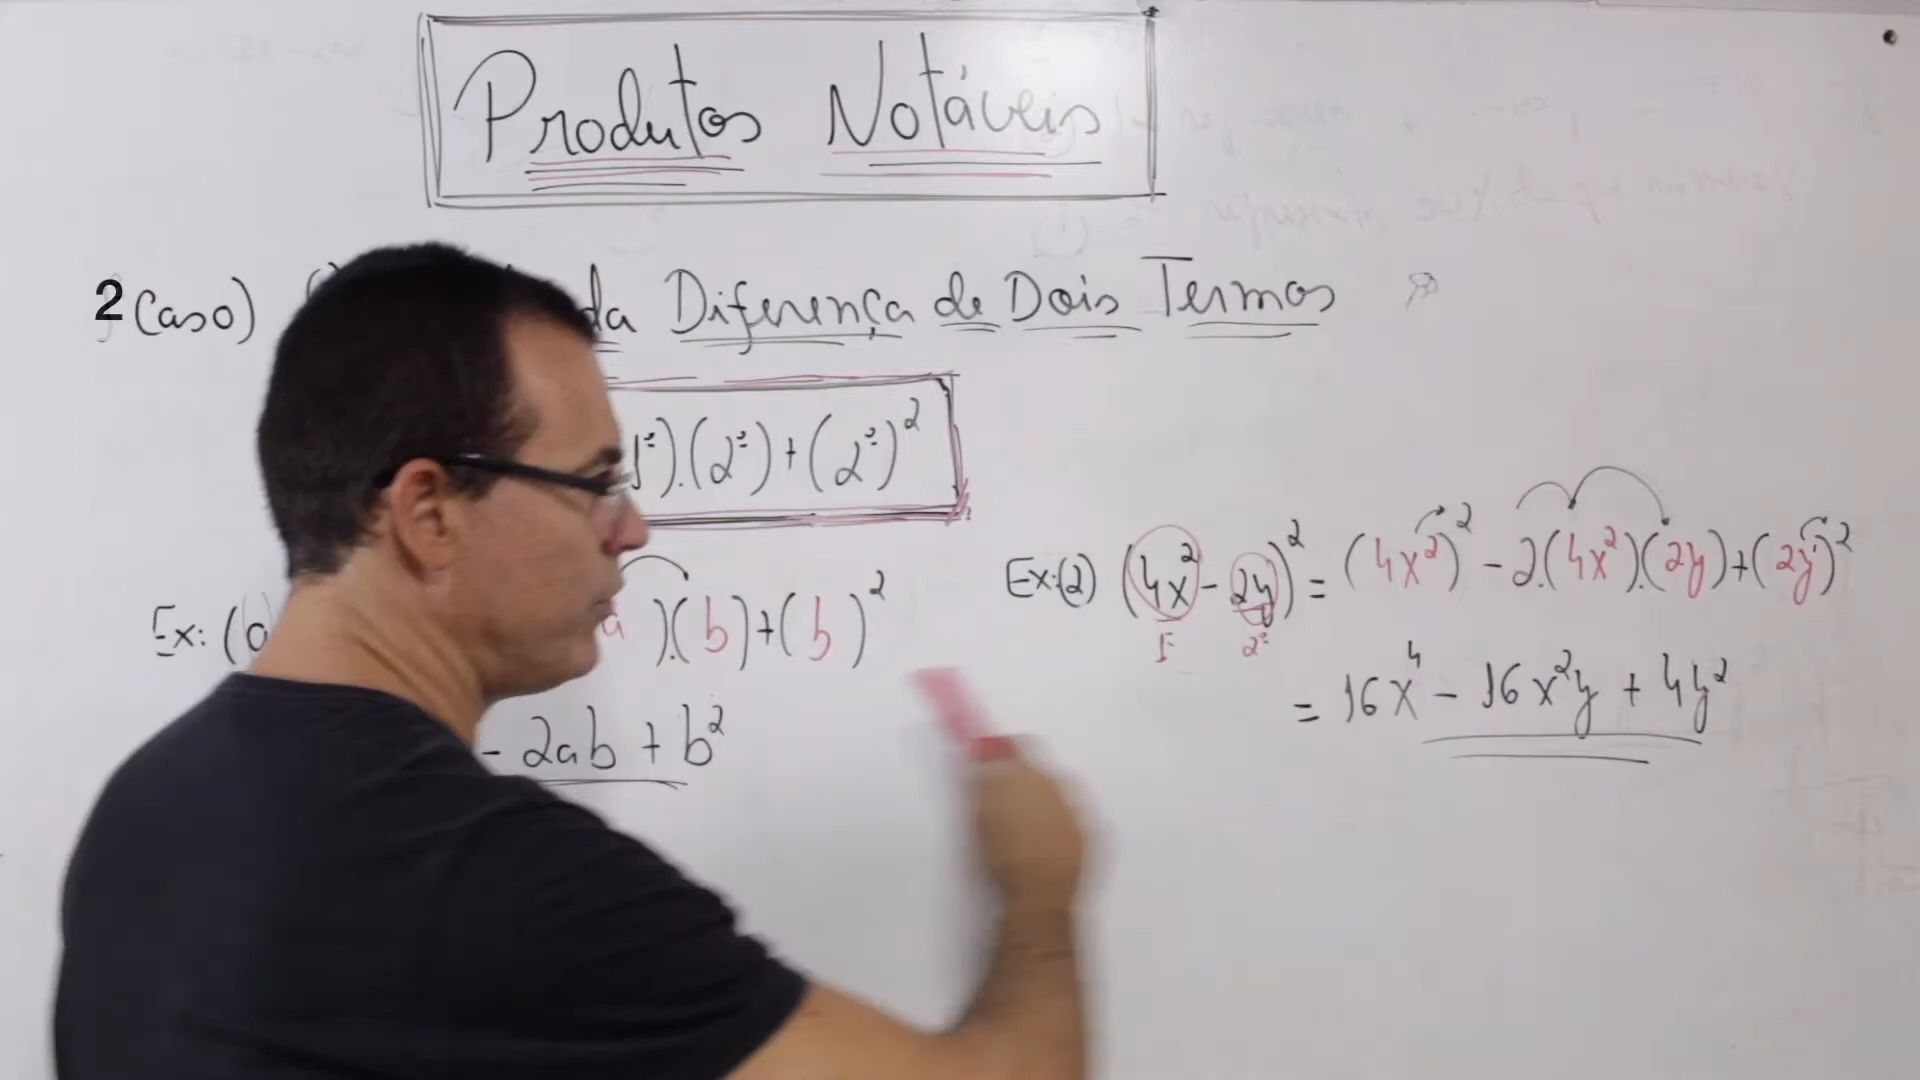 Produtos Notáveis
2 Caso) da Diferença de Dois Termos
1º).(2º)+(2º)²
Ex: (a a ).(b)+(b)²
- 2ab + b²
Ex:(2) (4x² - 2y)² = (4x²)² - 2.(4x²).(2y)+(2y)²
1º 2º
= 16x⁴ - 16x²y + 4y²